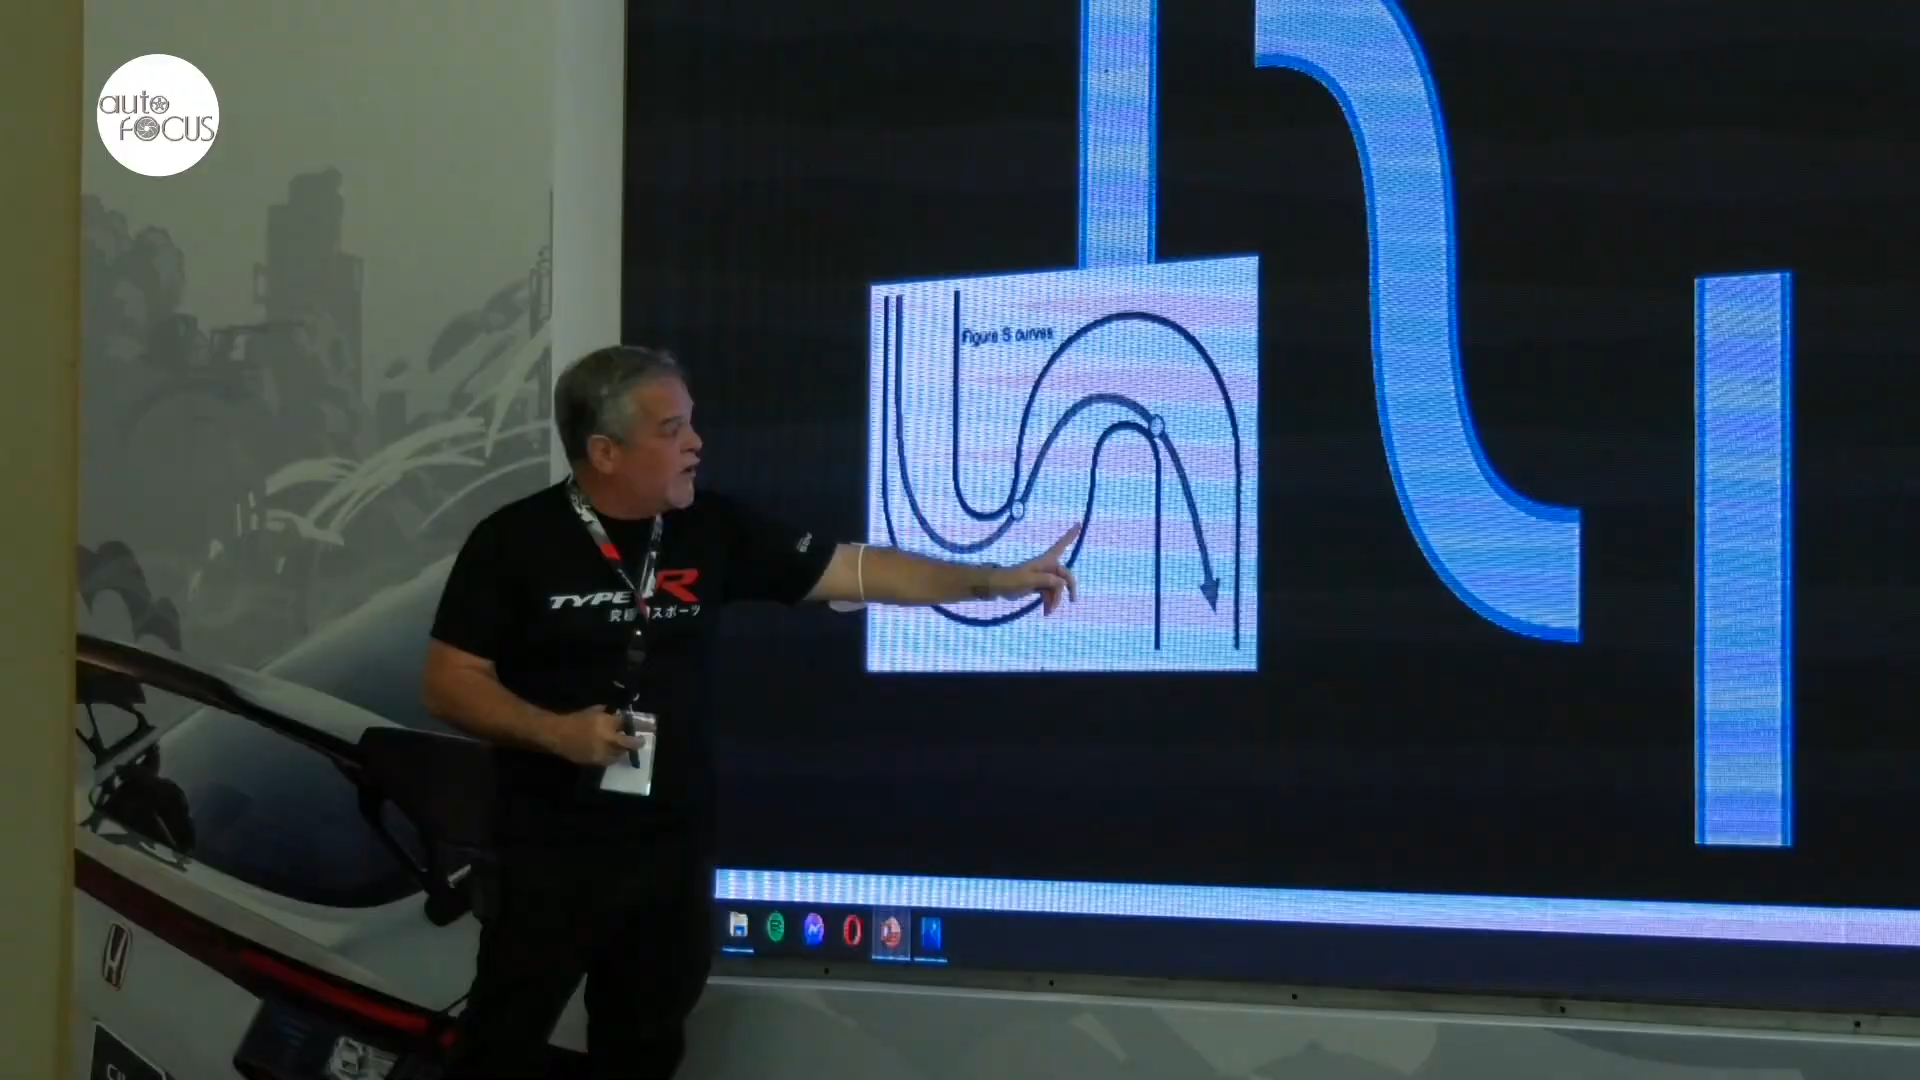 auto
FOCUS
Figure S curves
TYPE R
スポーツ